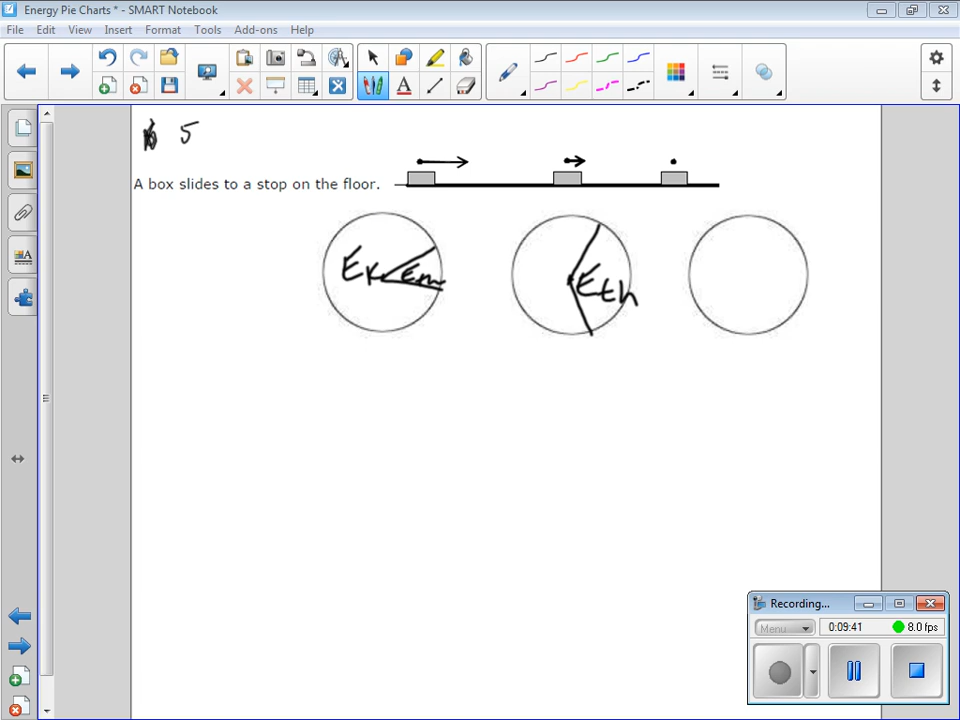 Energy Pie Charts * - SMART Notebook
File Edit View Insert Format Tools Add-ons Help
5
A box slides to a stop on the floor.
Ek
Eth
Recording...
Menu
0:09:41
8.0 fps